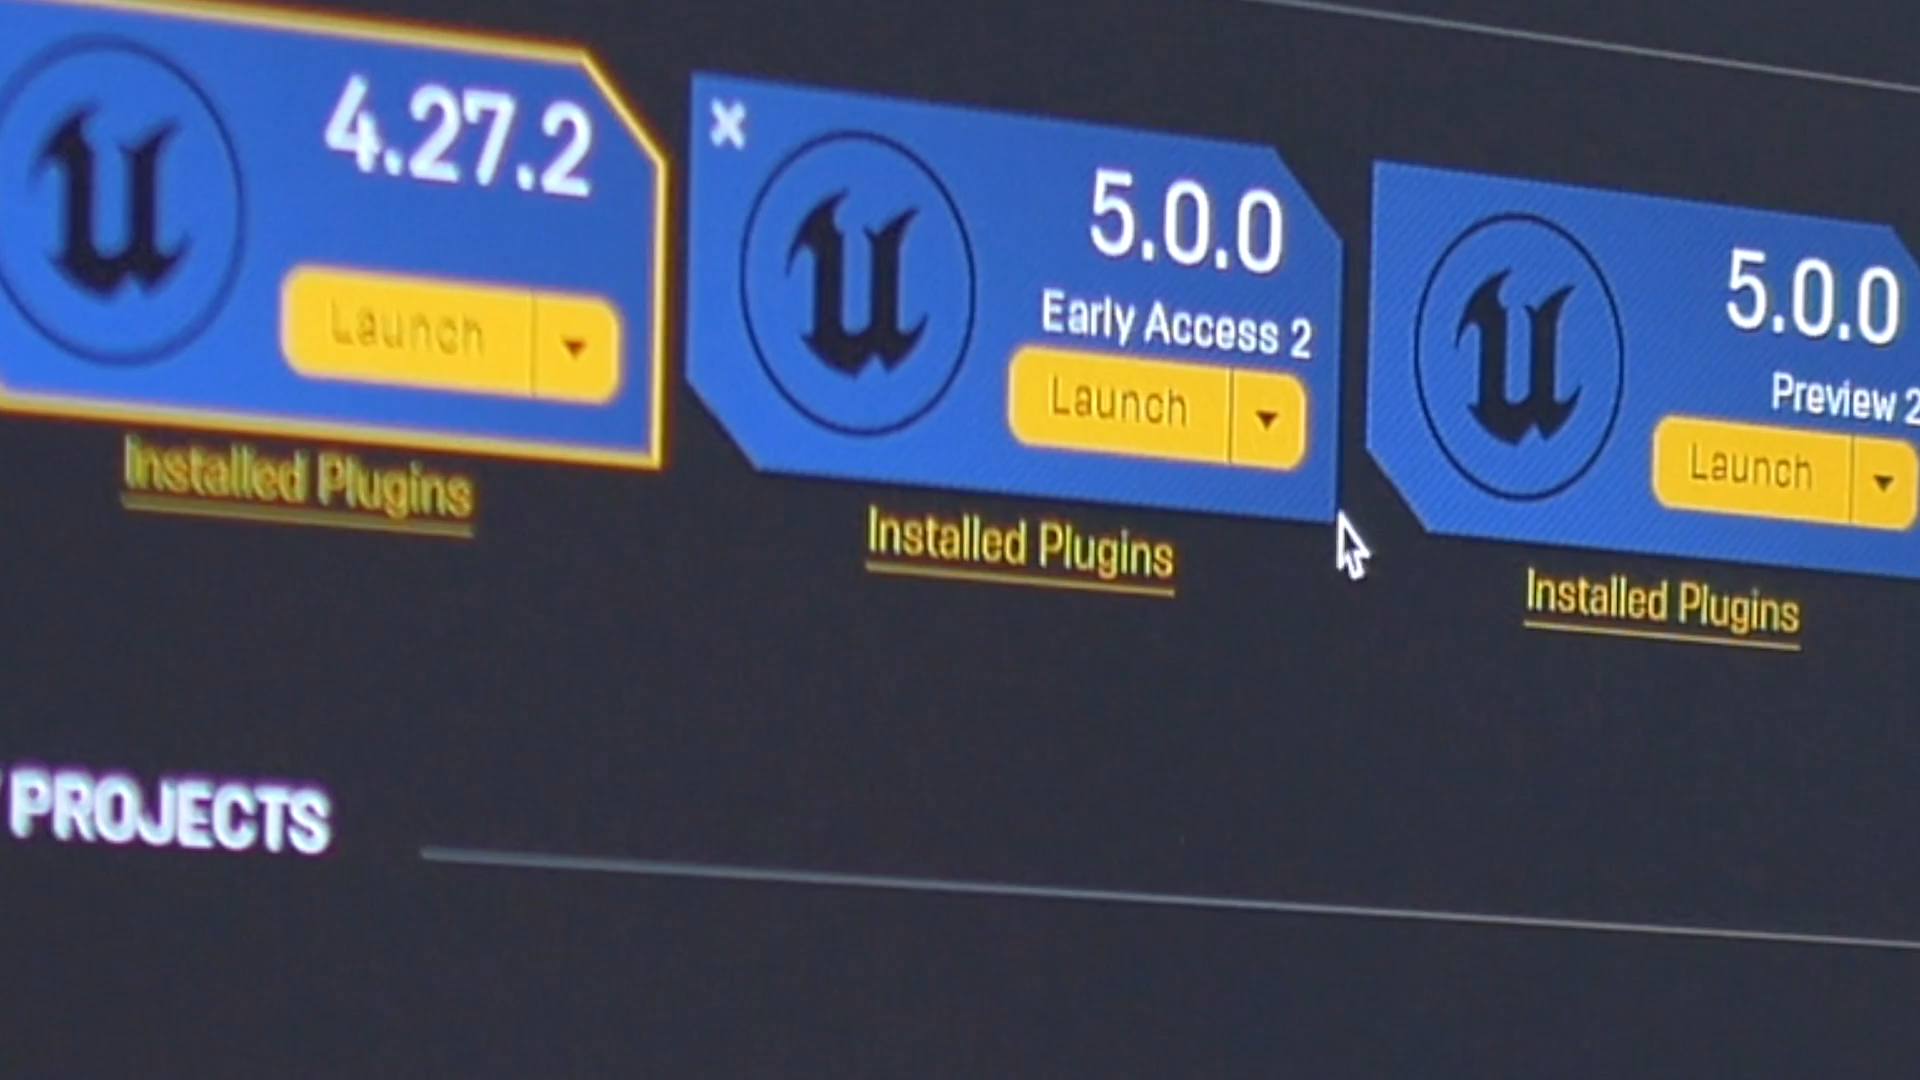 4.27.2
Launch
Installed Plugins
5.0.0
Early Access 2
Launch
Installed Plugins
5.0.0
Preview 2
Launch
Installed Plugins
PROJECTS